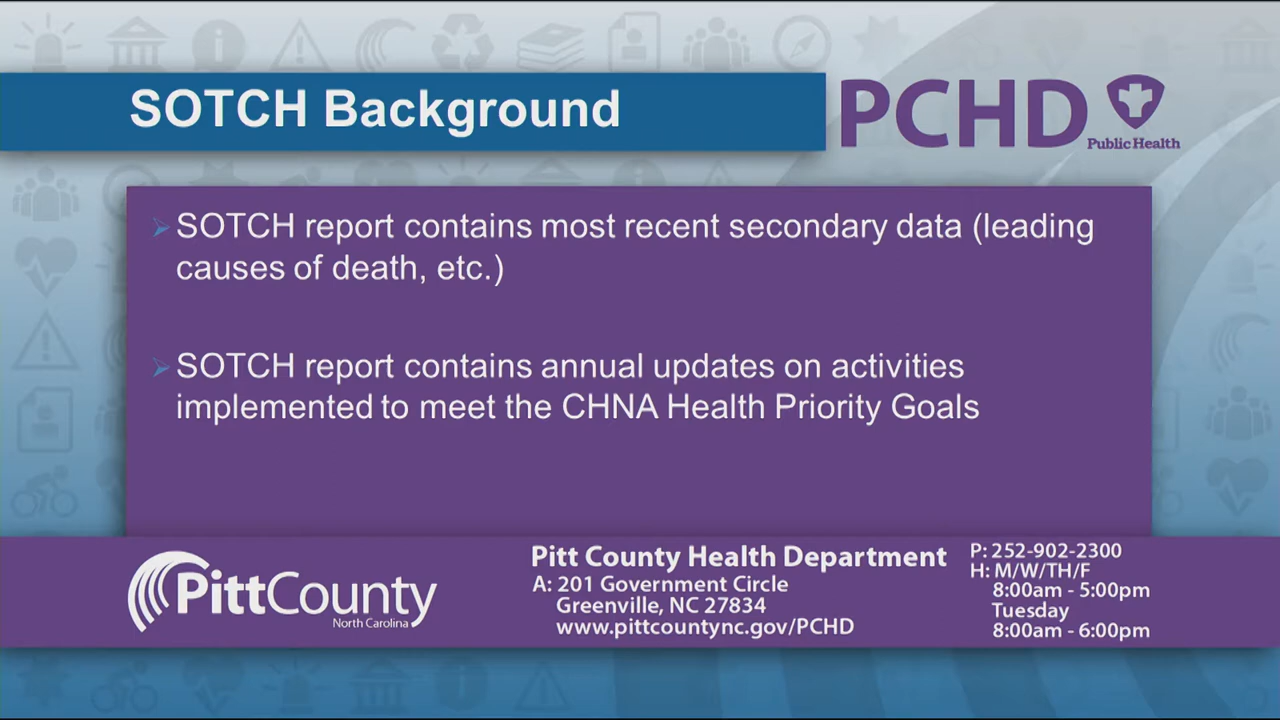 SOTCH Background
PCHD
Public Health
SOTCH report contains most recent secondary data (leading
causes of death, etc.)
SOTCH report contains annual updates on activities
implemented to meet the CHNA Health Priority Goals
PittCounty
North Carolina
Pitt County Health Department
A: 201 Government Circle
Greenville, NC 27834
www.pittcountync.gov/PCHD
P: 252-902-2300
H: M/W/TH/F
8:00am - 5:00pm
Tuesday
8:00am - 6:00pm